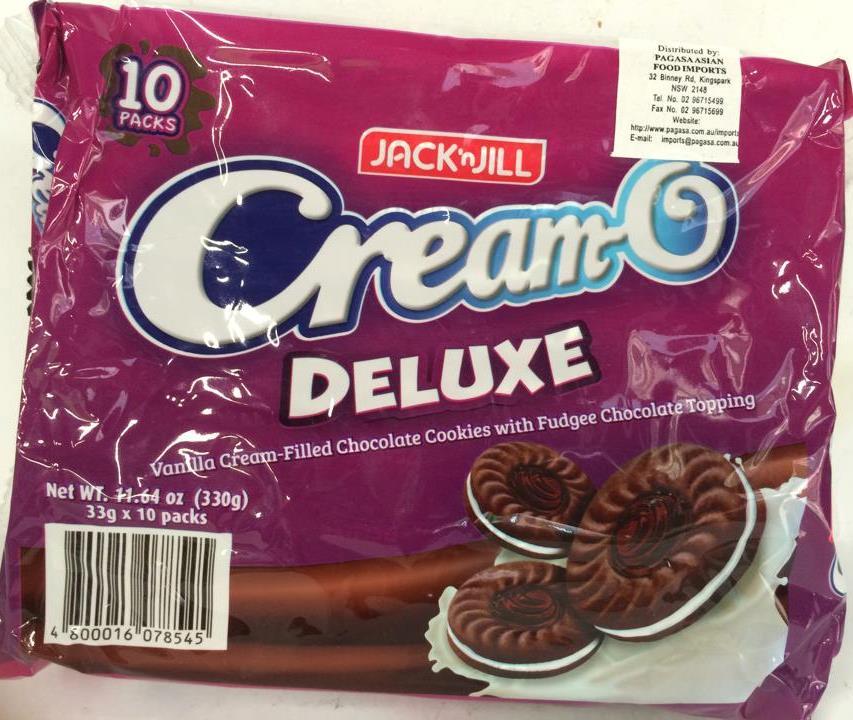 10
PACKS
Distributed by:
PAGASA ASIAN
FOOD IMPORTS
32 Binney Rd, Kingspark
NSW 2148
Tel. No. 02 96715499
Fax No. 02 96715699
Website:
http://www.pagasa.com.au/imports
E-mail: imports@pagasa.com.au
JACK'nJILL
Cream-O
DELUXE
Vanilla Cream-Filled Chocolate Cookies with Fudgee Chocolate Topping
Net WT. 11.64 oz (330g)
33g x 10 packs
4 800016 078545